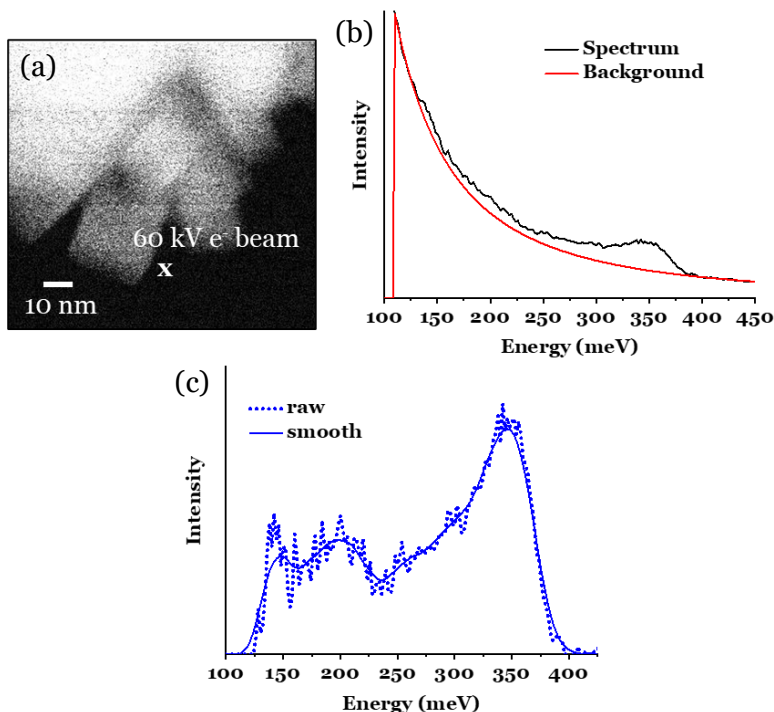 (a)
60 kV e⁻ beam
x
10 nm
(b)
Spectrum
Background
Intensity
100 150 200 250 300 350 400 450
Energy (meV)
(c)
raw
smooth
Intensity
100 150 200 250 300 350 400
Energy (meV)